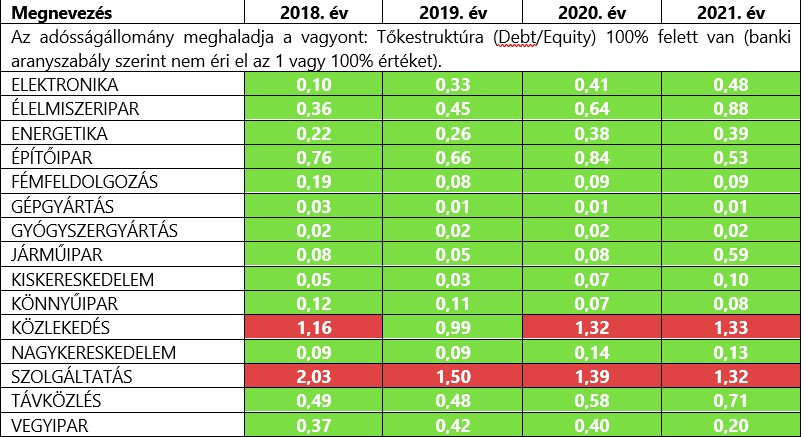 Megnevezés 2018. év 2019. év 2020. év 2021. év
Az adósságállomány meghaladja a vagyont: Tőkestruktúra (Debt/Equity) 100% felett van (banki
aranyszabály szerint nem éri el az 1 vagy 100% értéket).
ELEKTRONIKA 0,10 0,33 0,41 0,48
ÉLELMISZERIPAR 0,36 0,45 0,64 0,88
ENERGETIKA 0,22 0,26 0,38 0,39
ÉPÍTŐIPAR 0,76 0,66 0,84 0,53
FÉMFELDOLGOZÁS 0,19 0,08 0,09 0,09
GÉPGYÁRTÁS 0,03 0,01 0,01 0,01
GYÓGYSZERGYÁRTÁS 0,02 0,02 0,02 0,02
JÁRMŰIPAR 0,08 0,05 0,08 0,59
KISKERESKEDELEM 0,05 0,03 0,07 0,10
KÖNNYŰIPAR 0,12 0,11 0,07 0,08
KÖZLEKEDÉS 1,16 0,99 1,32 1,33
NAGYKERESKEDELEM 0,09 0,09 0,14 0,13
SZOLGÁLTATÁS 2,03 1,50 1,39 1,32
TÁVKÖZLÉS 0,49 0,48 0,58 0,71
VEGYIPAR 0,37 0,42 0,40 0,20